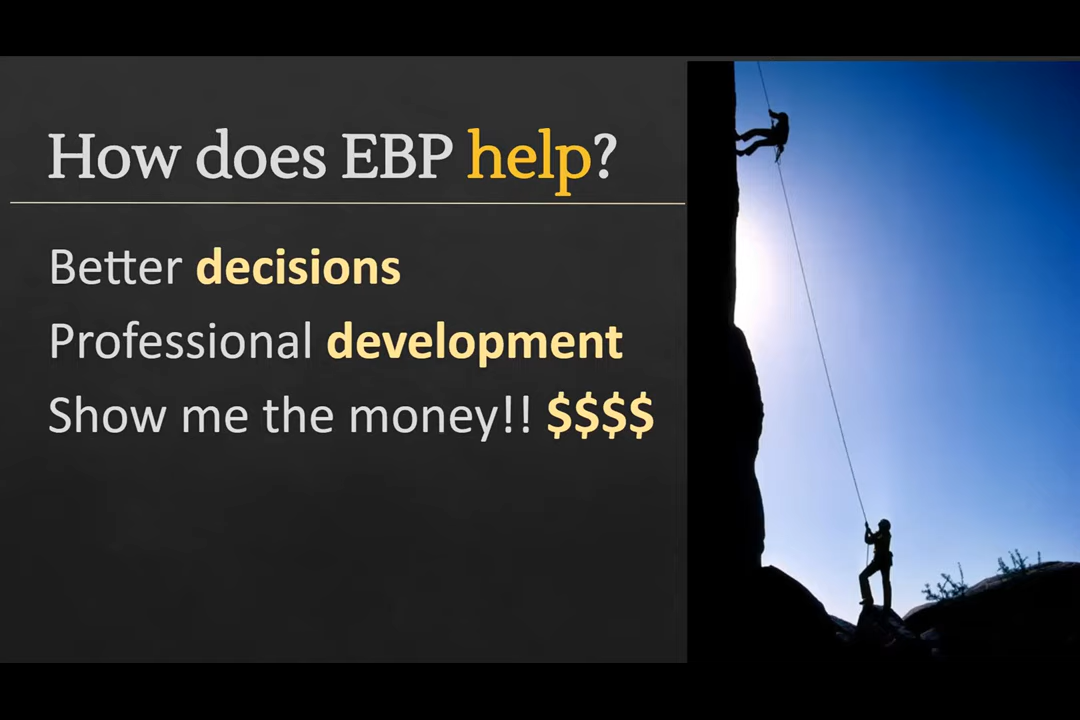 How does EBP help?
Better decisions
Professional development
Show me the money!! $$$$